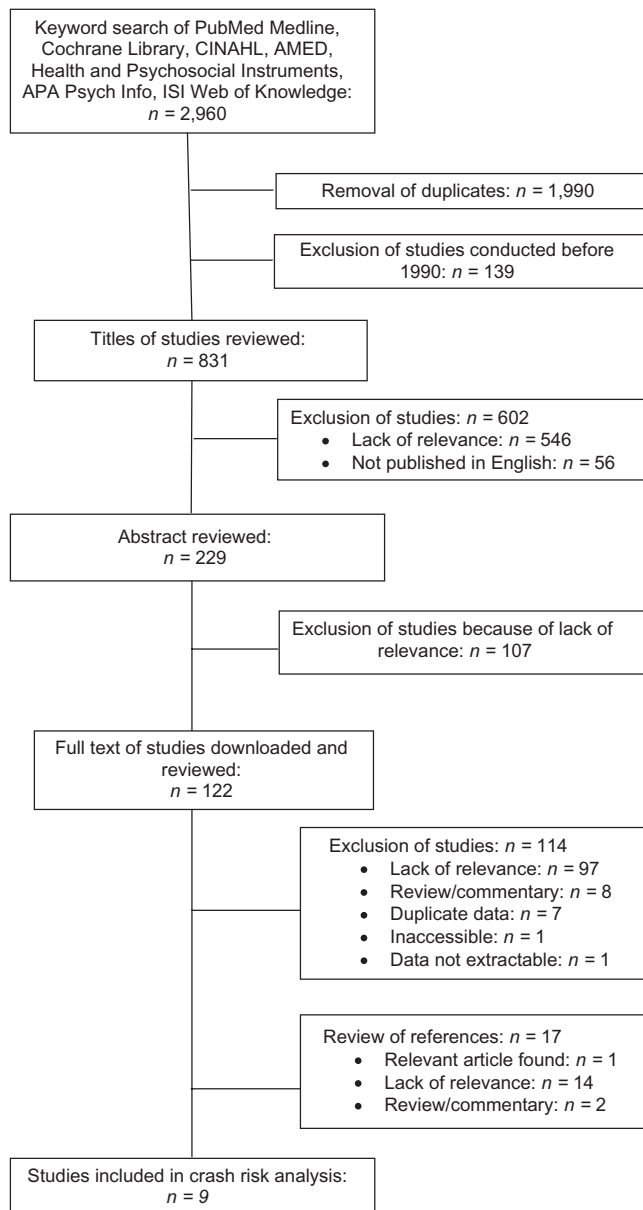 Keyword search of PubMed Medline,
Cochrane Library, CINAHL, AMED,
Health and Psychosocial Instruments,
APA Psych Info, ISI Web of Knowledge:
n = 2,960
Removal of duplicates: n = 1,990
Exclusion of studies conducted before
1990: n = 139
Titles of studies reviewed:
n = 831
Exclusion of studies: n = 602
• Lack of relevance: n = 546
• Not published in English: n = 56
Abstract reviewed:
n = 229
Exclusion of studies because of lack of
relevance: n = 107
Full text of studies downloaded and
reviewed:
n = 122
Exclusion of studies: n = 114
• Lack of relevance: n = 97
• Review/commentary: n = 8
• Duplicate data: n = 7
• Inaccessible: n = 1
• Data not extractable: n = 1
Review of references: n = 17
• Relevant article found: n = 1
• Lack of relevance: n = 14
• Review/commentary: n = 2
Studies included in crash risk analysis:
n = 9